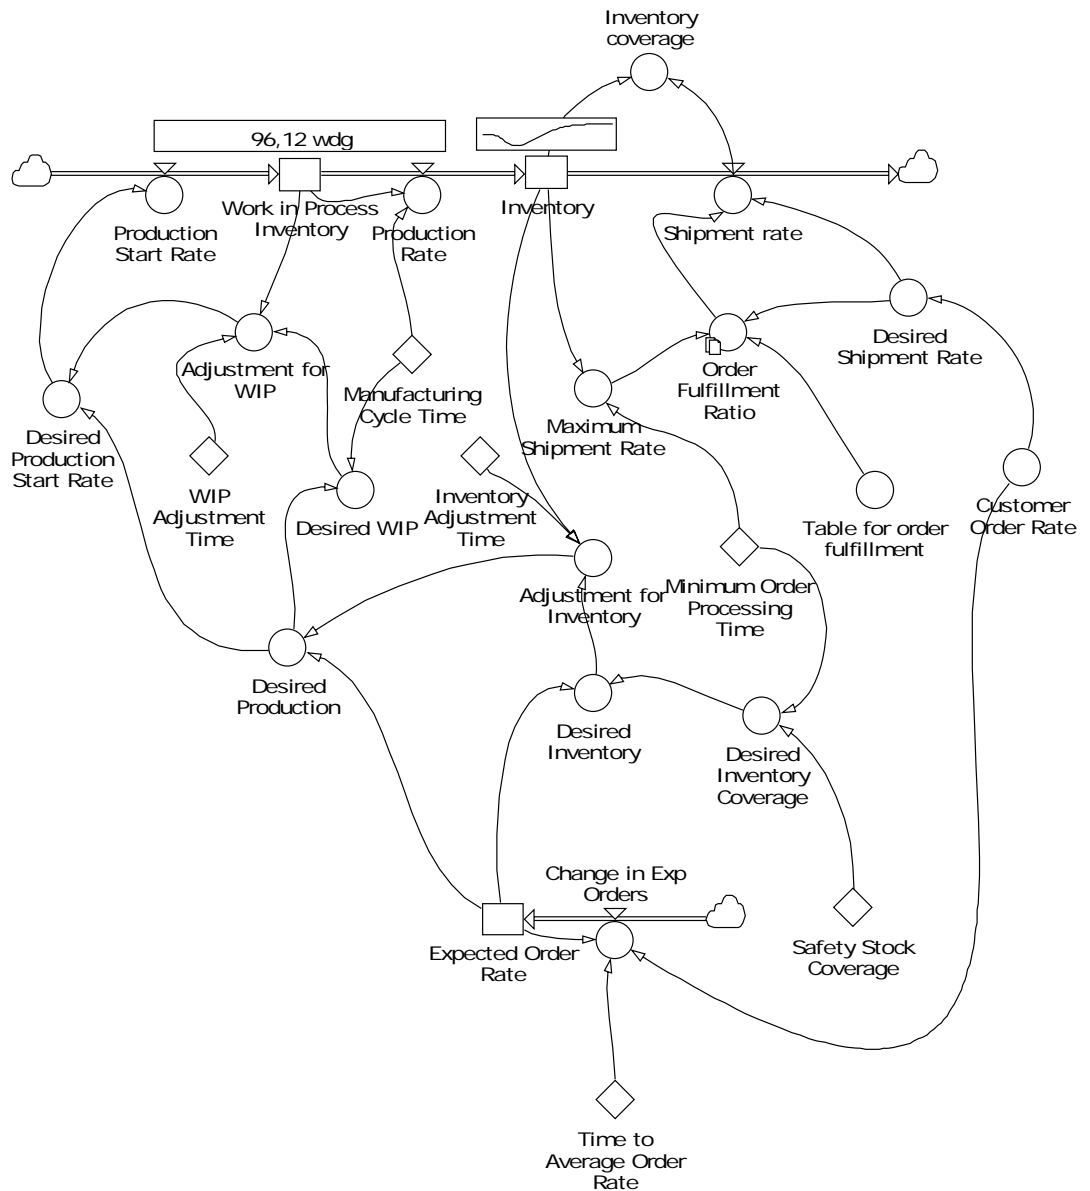 Inventory
coverage
96,12 wdg
Work in Process
Inventory
Inventory
Production
Start Rate
Production
Rate
Shipment rate
Desired
Shipment Rate
Adjustment for
WIP
Manufacturing
Cycle Time
Order
Fulfillment
Ratio
Maximum
Shipment Rate
Desired
Production
Start Rate
WIP
Adjustment
Time
Desired WIP
Inventory
Adjustment
Time
Table for order
fulfillment
Customer
Order Rate
Adjustment for
Inventory
Minimum Order
Processing
Time
Desired
Production
Desired
Inventory
Desired
Inventory
Coverage
Change in Exp
Orders
Expected Order
Rate
Safety Stock
Coverage
Time to
Average Order
Rate